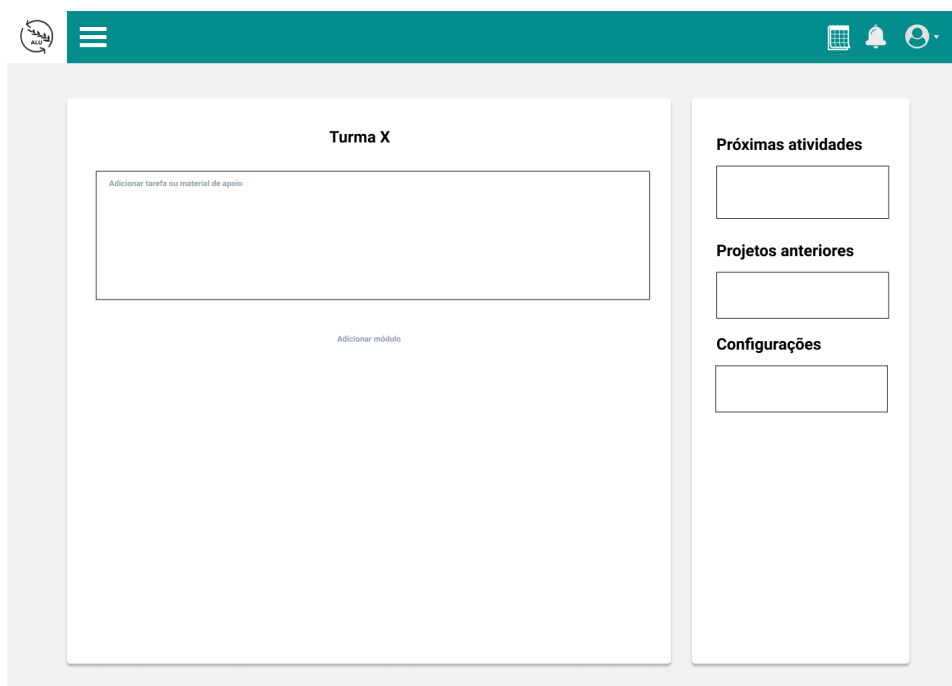 ALU
Turma X
Adicionar tarefa ou material de apoio
Adicionar módulo
Próximas atividades
Projetos anteriores
Configurações